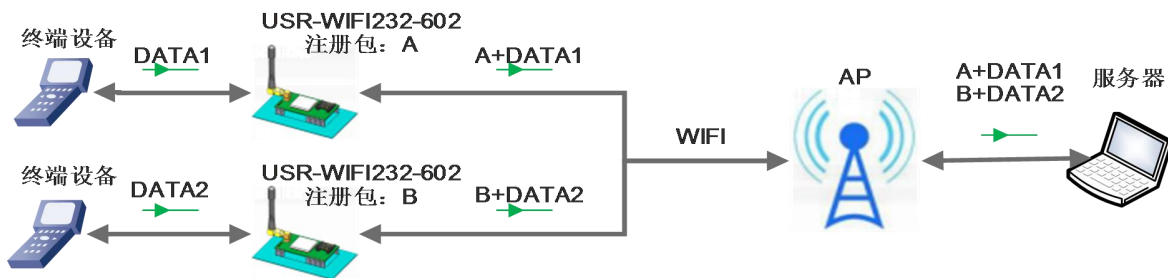 终端设备
DATA1
USR-WIFI232-602
注册包：A
A+DATA1
AP
A+DATA1
B+DATA2
服务器
WIFI
终端设备
DATA2
USR-WIFI232-602
注册包：B
B+DATA2